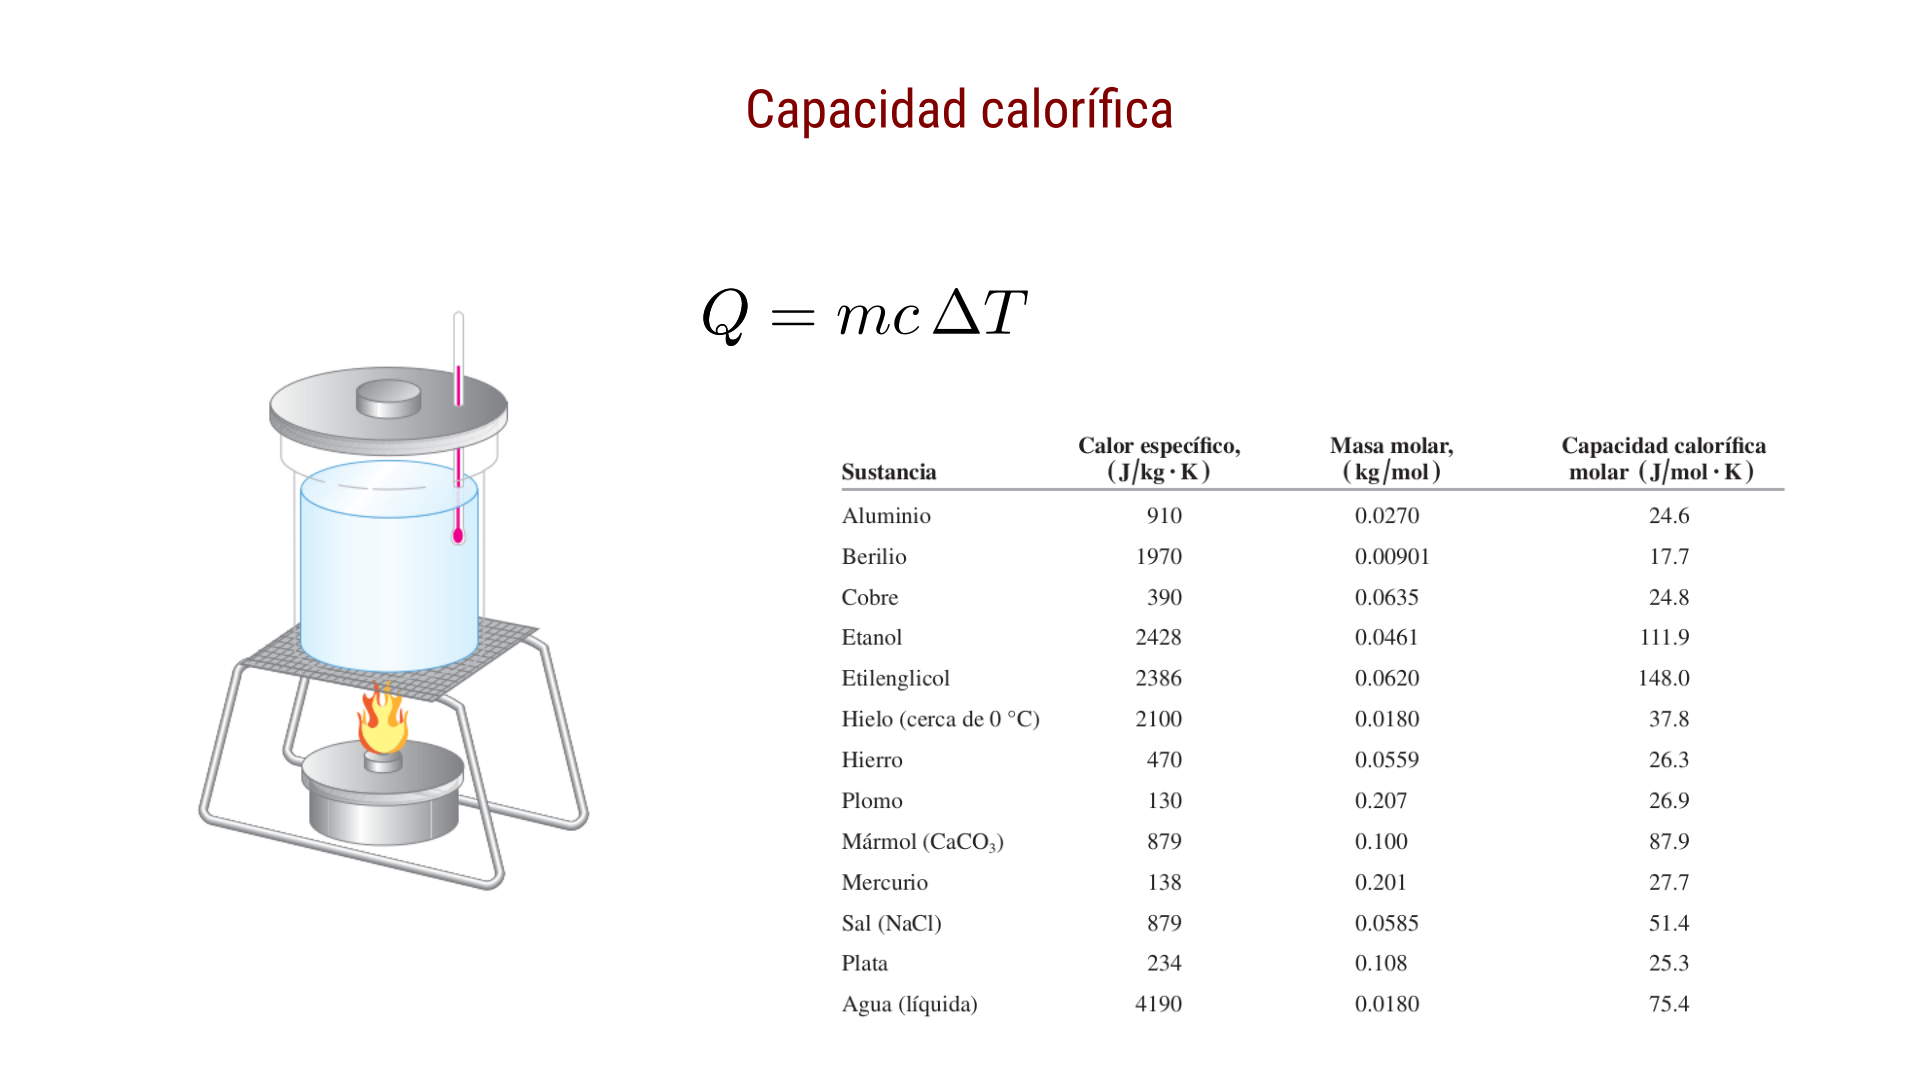 Capacidad calorífica
Q = mc ΔT
Calor específico, Masa molar, Capacidad calorífica
Sustancia (J/kg · K) (kg/mol) molar (J/mol · K)
Aluminio 910 0.0270 24.6
Berilio 1970 0.00901 17.7
Cobre 390 0.0635 24.8
Etanol 2428 0.0461 111.9
Etilenglicol 2386 0.0620 148.0
Hielo (cerca de 0 °C) 2100 0.0180 37.8
Hierro 470 0.0559 26.3
Plomo 130 0.207 26.9
Mármol (CaCO₃) 879 0.100 87.9
Mercurio 138 0.201 27.7
Sal (NaCl) 879 0.0585 51.4
Plata 234 0.108 25.3
Agua (líquida) 4190 0.0180 75.4